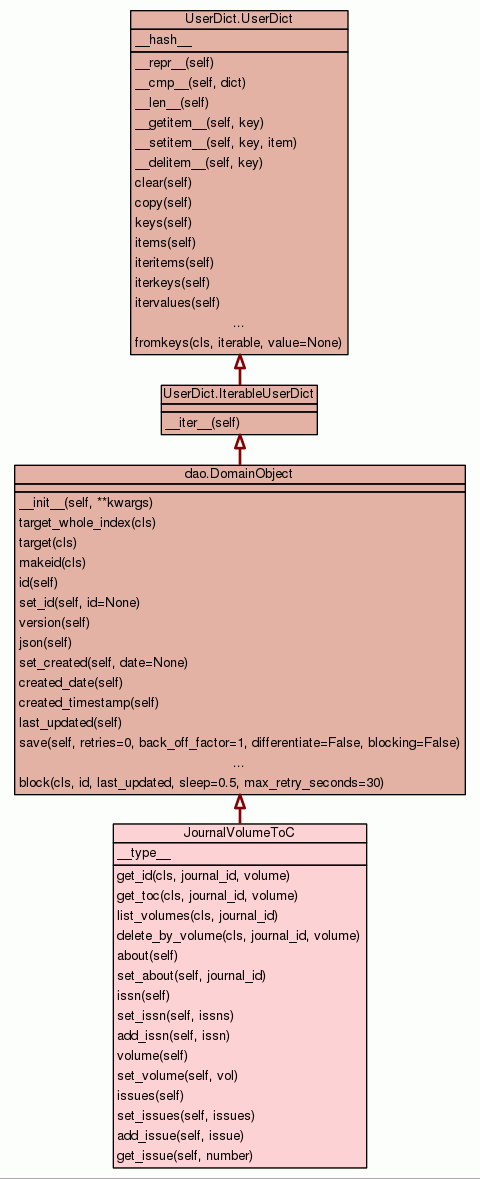 UserDict.UserDict
__hash__
__repr__(self)
__cmp__(self, dict)
__len__(self)
__getitem__(self, key)
__setitem__(self, key, item)
__delitem__(self, key)
clear(self)
copy(self)
keys(self)
items(self)
iteritems(self)
iterkeys(self)
itervalues(self)
...
fromkeys(cls, iterable, value=None)
UserDict.IterableUserDict
__iter__(self)
dao.DomainObject
__init__(self, **kwargs)
target_whole_index(cls)
target(cls)
makeid(cls)
id(self)
set_id(self, id=None)
version(self)
json(self)
set_created(self, date=None)
created_date(self)
created_timestamp(self)
last_updated(self)
save(self, retries=0, back_off_factor=1, differentiate=False, blocking=False)
...
block(cls, id, last_updated, sleep=0.5, max_retry_seconds=30)
JournalVolumeToC
__type__
get_id(cls, journal_id, volume)
get_toc(cls, journal_id, volume)
list_volumes(cls, journal_id)
delete_by_volume(cls, journal_id, volume)
about(self)
set_about(self, journal_id)
issn(self)
set_issn(self, issns)
add_issn(self, issn)
volume(self)
set_volume(self, vol)
issues(self)
set_issues(self, issues)
add_issue(self, issue)
get_issue(self, number)